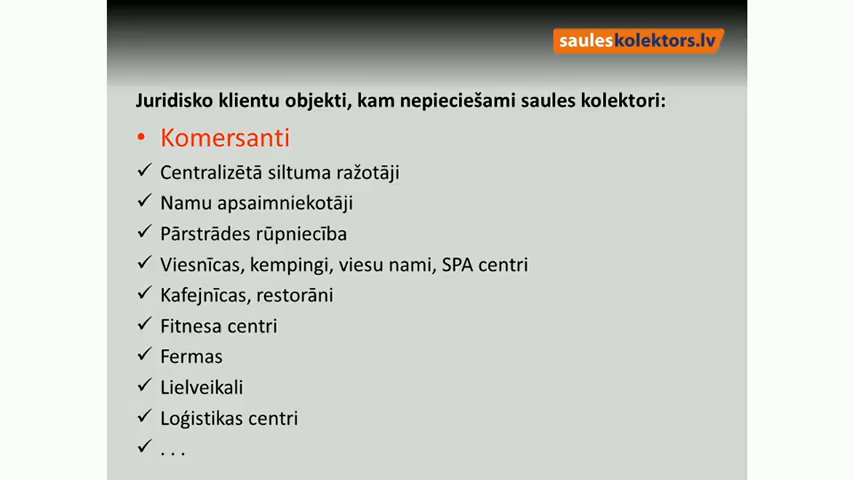 sauleskolektors.lv
Juridisko klientu objekti, kam nepieciešami saules kolektori:
• Komersanti
✓ Centralizētā siltuma ražotāji
✓ Namu apsaimniekotāji
✓ Pārstrādes rūpniecība
✓ Viesnīcas, kempingi, viesu nami, SPA centri
✓ Kafejnīcas, restorāni
✓ Fitnesa centri
✓ Fermas
✓ Lielveikali
✓ Loģistikas centri
✓ . . .